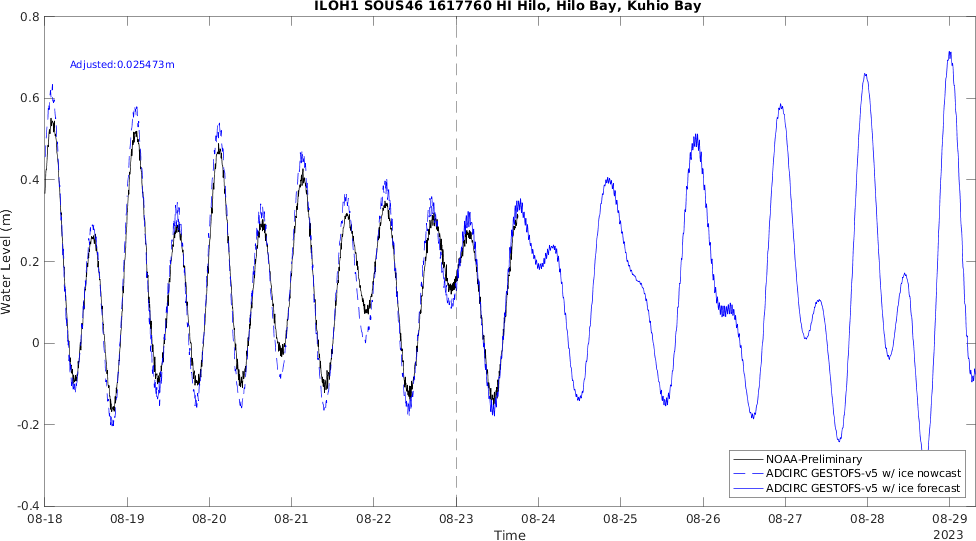 ILOH1 SOUS46 1617760 HI Hilo, Hilo Bay, Kuhio Bay
Adjusted:0.025473m
Water Level (m)
0.8
0.6
0.4
0.2
0
-0.2
-0.4
NOAA-Preliminary
ADCIRC GESTOFS-v5 w/ ice nowcast
ADCIRC GESTOFS-v5 w/ ice forecast
08-18 08-19 08-20 08-21 08-22 08-23 08-24 08-25 08-26 08-27 08-28 08-29
2023
Time